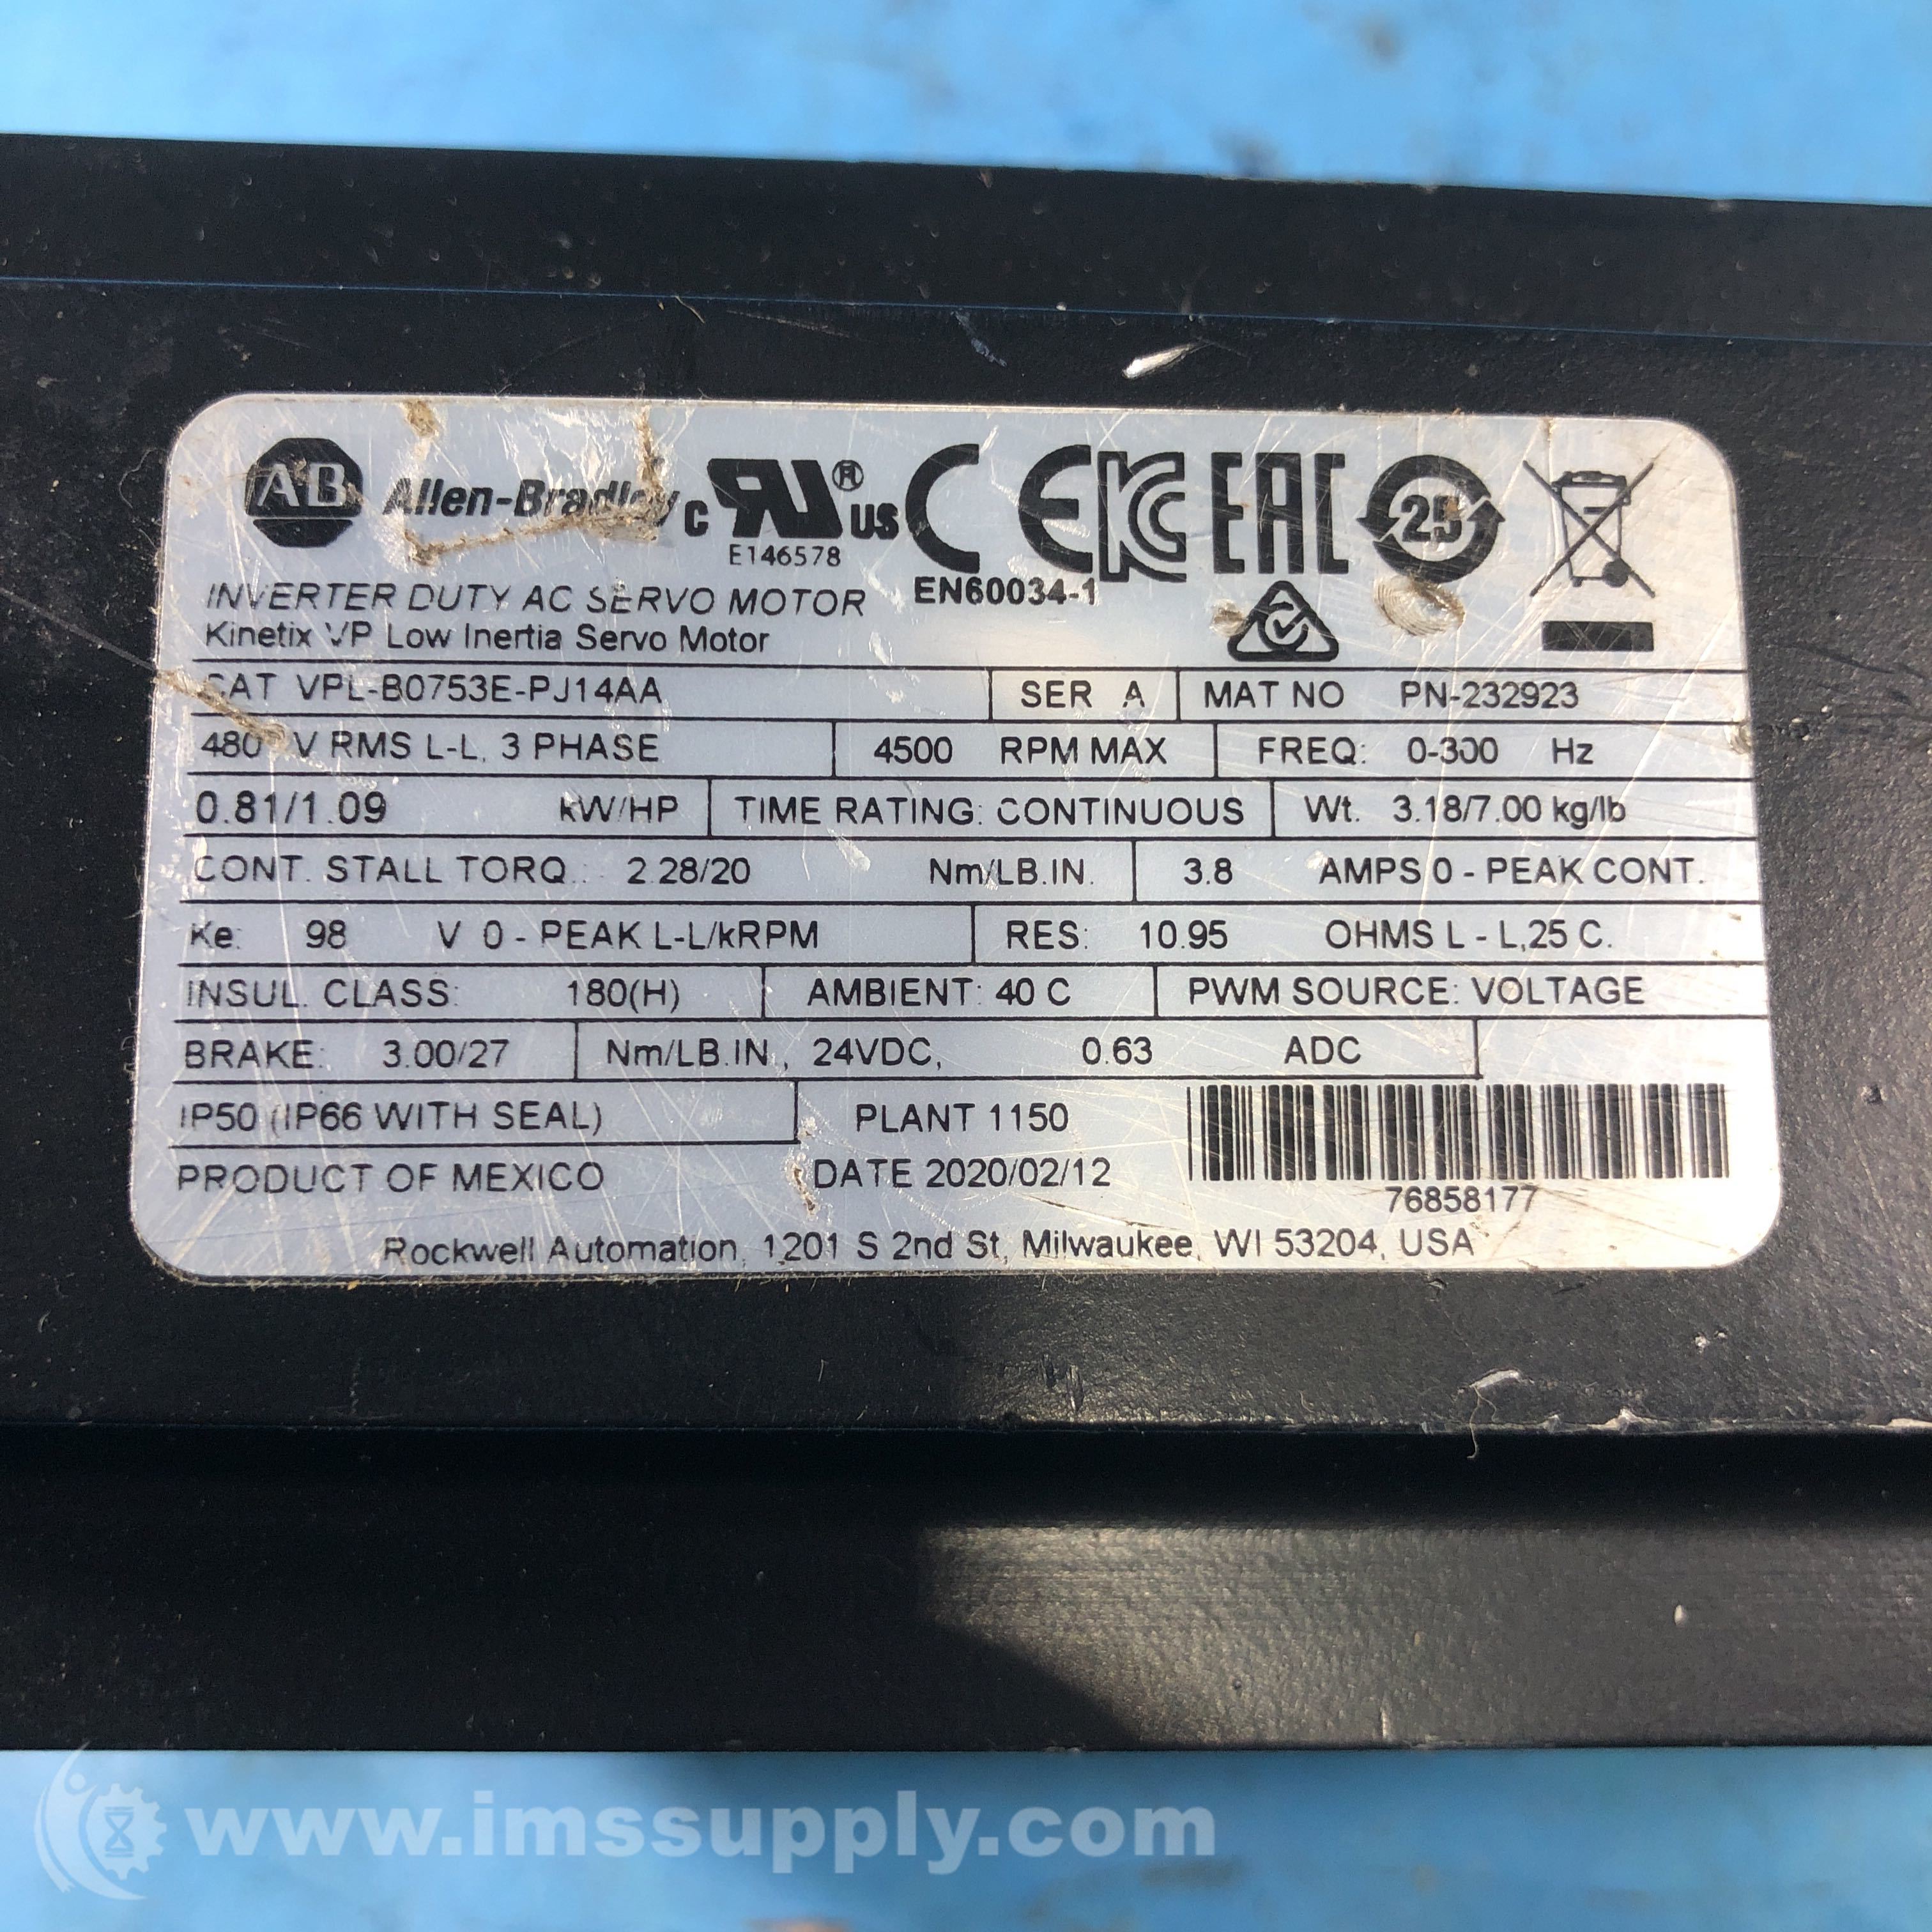 AB Allen-Bradley c RU ® US CE KC EAC 25
E146578
EN60034-1
INVERTER DUTY AC SERVO MOTOR
Kinetix VP Low Inertia Servo Motor
CAT VPL-B0753E-PJ14AA SER A MAT NO PN-232923
480 V RMS L-L, 3 PHASE 4500 RPM MAX FREQ: 0-300 Hz
0.81/1.09 kW/HP TIME RATING: CONTINUOUS Wt. 3.18/7.00 kg/lb
CONT. STALL TORQ.: 2.28/20 Nm/LB.IN. 3.8 AMPS 0 - PEAK CONT.
Ke: 98 V 0 - PEAK L-L/kRPM RES: 10.95 OHMS L - L,25 C.
INSUL. CLASS: 180(H) AMBIENT: 40 C PWM SOURCE: VOLTAGE
BRAKE: 3.00/27 Nm/LB.IN., 24VDC, 0.63 ADC
IP50 (IP66 WITH SEAL) PLANT 1150
PRODUCT OF MEXICO DATE 2020/02/12
76858177
Rockwell Automation, 1201 S 2nd St, Milwaukee, WI 53204, USA
www.imssupply.com